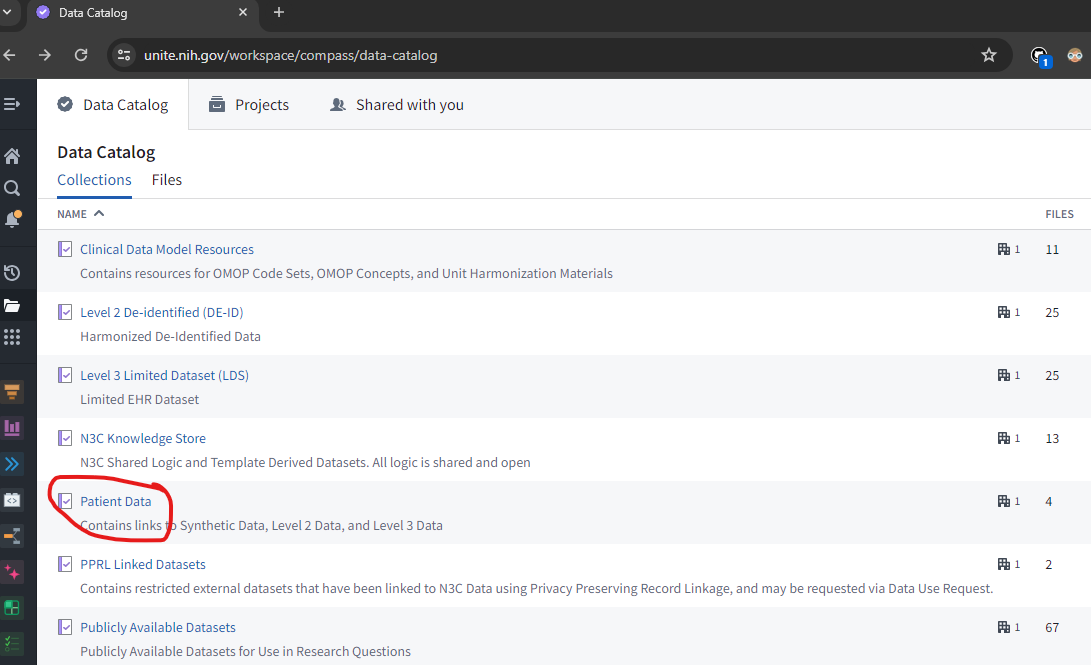 Data Catalog
unite.nih.gov/workspace/compass/data-catalog
1
Data Catalog
Projects
Shared with you
Data Catalog
Collections
Files
NAME
FILES
Clinical Data Model Resources
1
11
Contains resources for OMOP Code Sets, OMOP Concepts, and Unit Harmonization Materials
Level 2 De-identified (DE-ID)
1
25
Harmonized De-Identified Data
Level 3 Limited Dataset (LDS)
1
25
Limited EHR Dataset
N3C Knowledge Store
1
13
N3C Shared Logic and Template Derived Datasets. All logic is shared and open
Patient Data
1
4
Contains links to Synthetic Data, Level 2 Data, and Level 3 Data
PPRL Linked Datasets
1
2
Contains restricted external datasets that have been linked to N3C Data using Privacy Preserving Record Linkage, and may be requested via Data Use Request.
Publicly Available Datasets
1
67
Publicly Available Datasets for Use in Research Questions